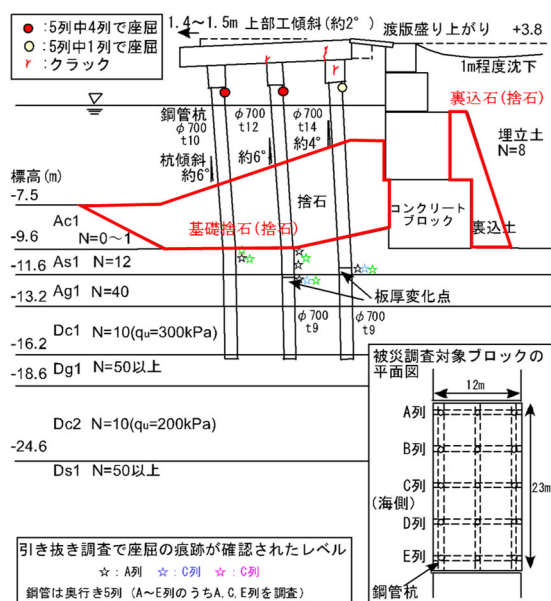 ●:5列中4列で座屈
○:5列中1列で座屈
r:クラック
1.4～1.5m 上部工傾斜(約2°)
渡版盛り上がり +3.8
1m程度沈下
裏込石(捨石)
鋼管杭 φ700 φ700
φ700 t12 t14
t10
埋立土
N=8
杭傾斜 約6° 約4°
約6°
標高(m)
-7.5
捨石
コンクリート
ブロック
Ac1
基礎捨石(捨石)
N=0～1
裏込土
-9.6
As1 N=12
-11.6
Ag1 N=40
板厚変化点
-13.2
φ700 φ700
t9 t9
Dc1 N=10(qu=300kPa)
-16.2
Dg1 N=50以上
-18.6
Dc2 N=10(qu=200kPa)
-24.6
Ds1 N=50以上
被災調査対象ブロックの
平面図
12m
A列
B列
C列
(海側)
23m
D列
E列
鋼管杭
引き抜き調査で座屈の痕跡が確認されたレベル
☆:A列 ☆:C列 ☆:C列
鋼管は奥行き5列(A～E列のうちA,C,E列を調査)